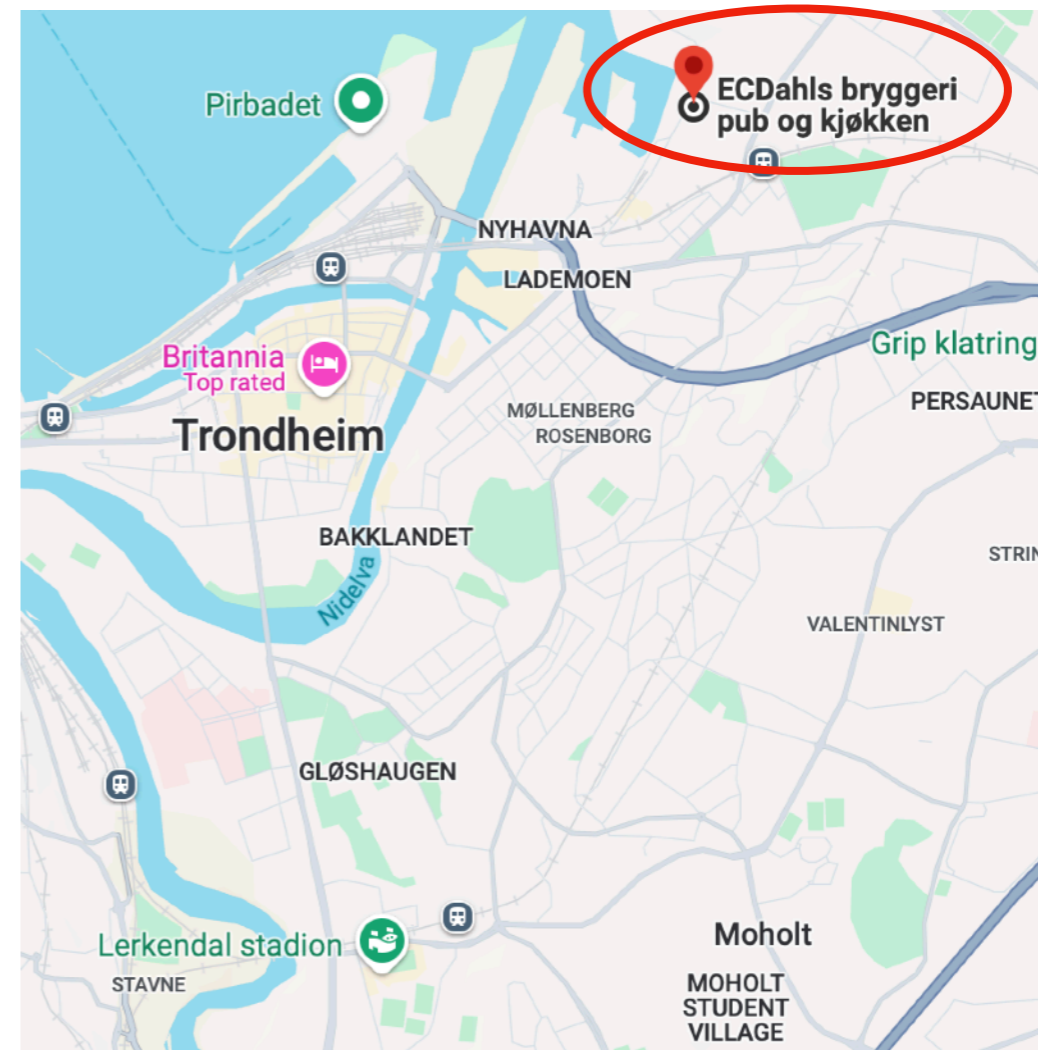 ECDahls bryggeri
pub og kjøkken
Pirbadet
NYHAVNA
LADEMOEN
Grip klatring
Britannia
Top rated
PERSAUNET
MØLLENBERG
ROSENBORG
Trondheim
BAKKLANDET
STRIN
Nidelva
VALENTINLYST
GLØSHAUGEN
Lerkendal stadion
Moholt
STAVNE
MOHOLT
STUDENT
VILLAGE